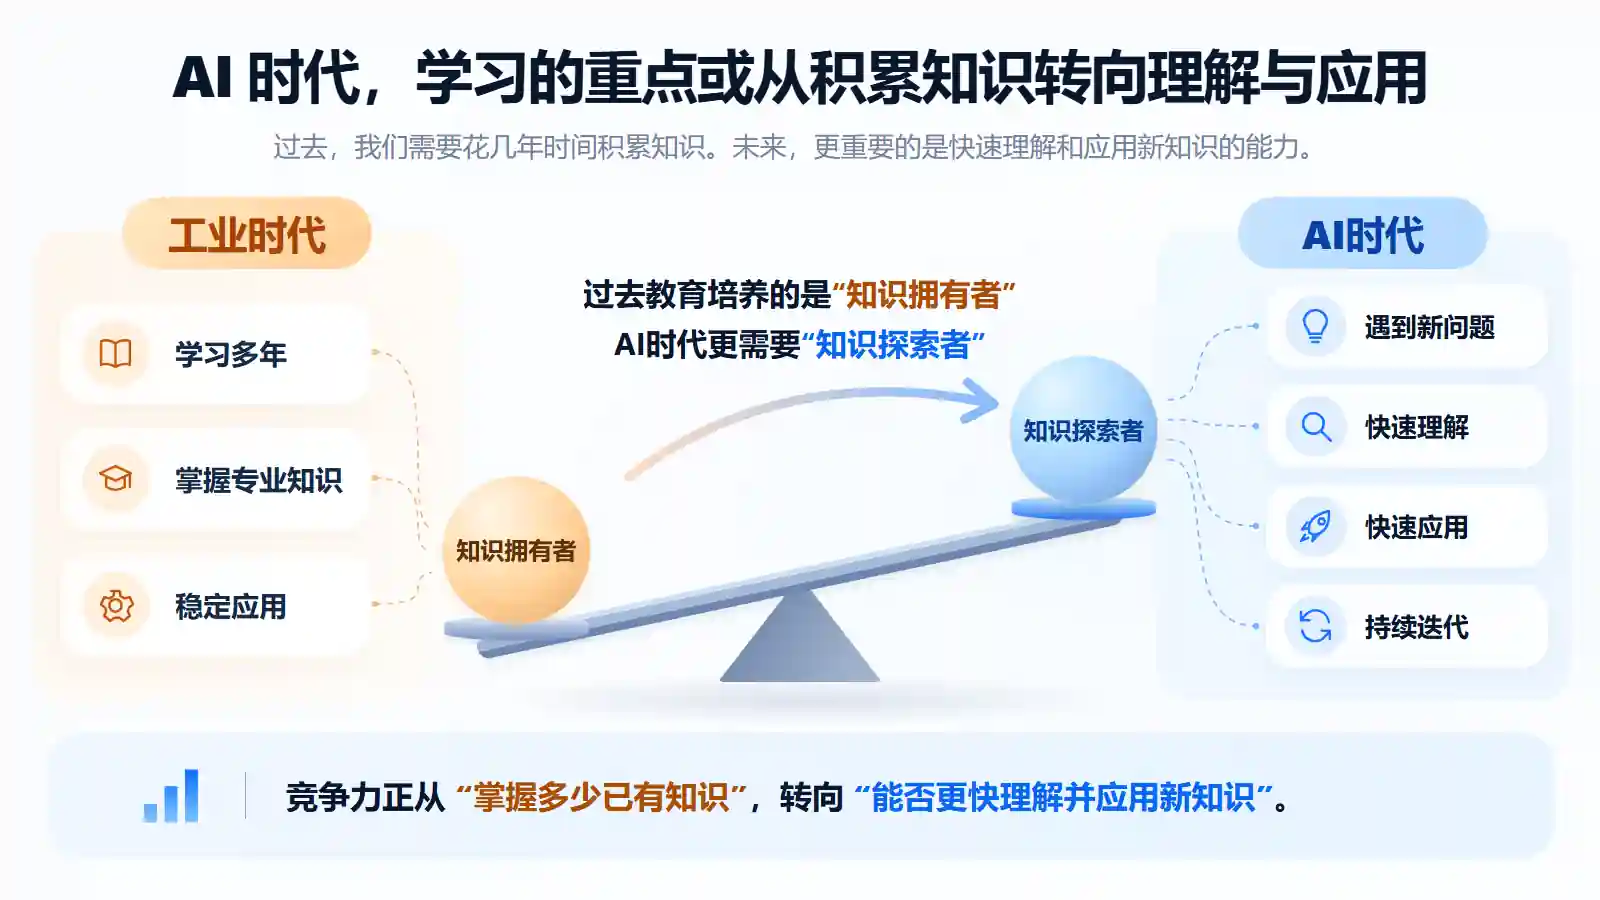 AI 时代，学习的重点或从积累知识转向理解与应用
过去，我们需要花几年时间积累知识。未来，更重要的是快速理解和应用新知识的能力。
工业时代
学习多年
掌握专业知识
稳定应用
过去教育培养的是“知识拥有者”
AI时代更需要“知识探索者”
知识拥有者
知识探索者
AI时代
遇到新问题
快速理解
快速应用
持续迭代
竞争力正从 “掌握多少已有知识”，转向 “能否更快理解并应用新知识”。